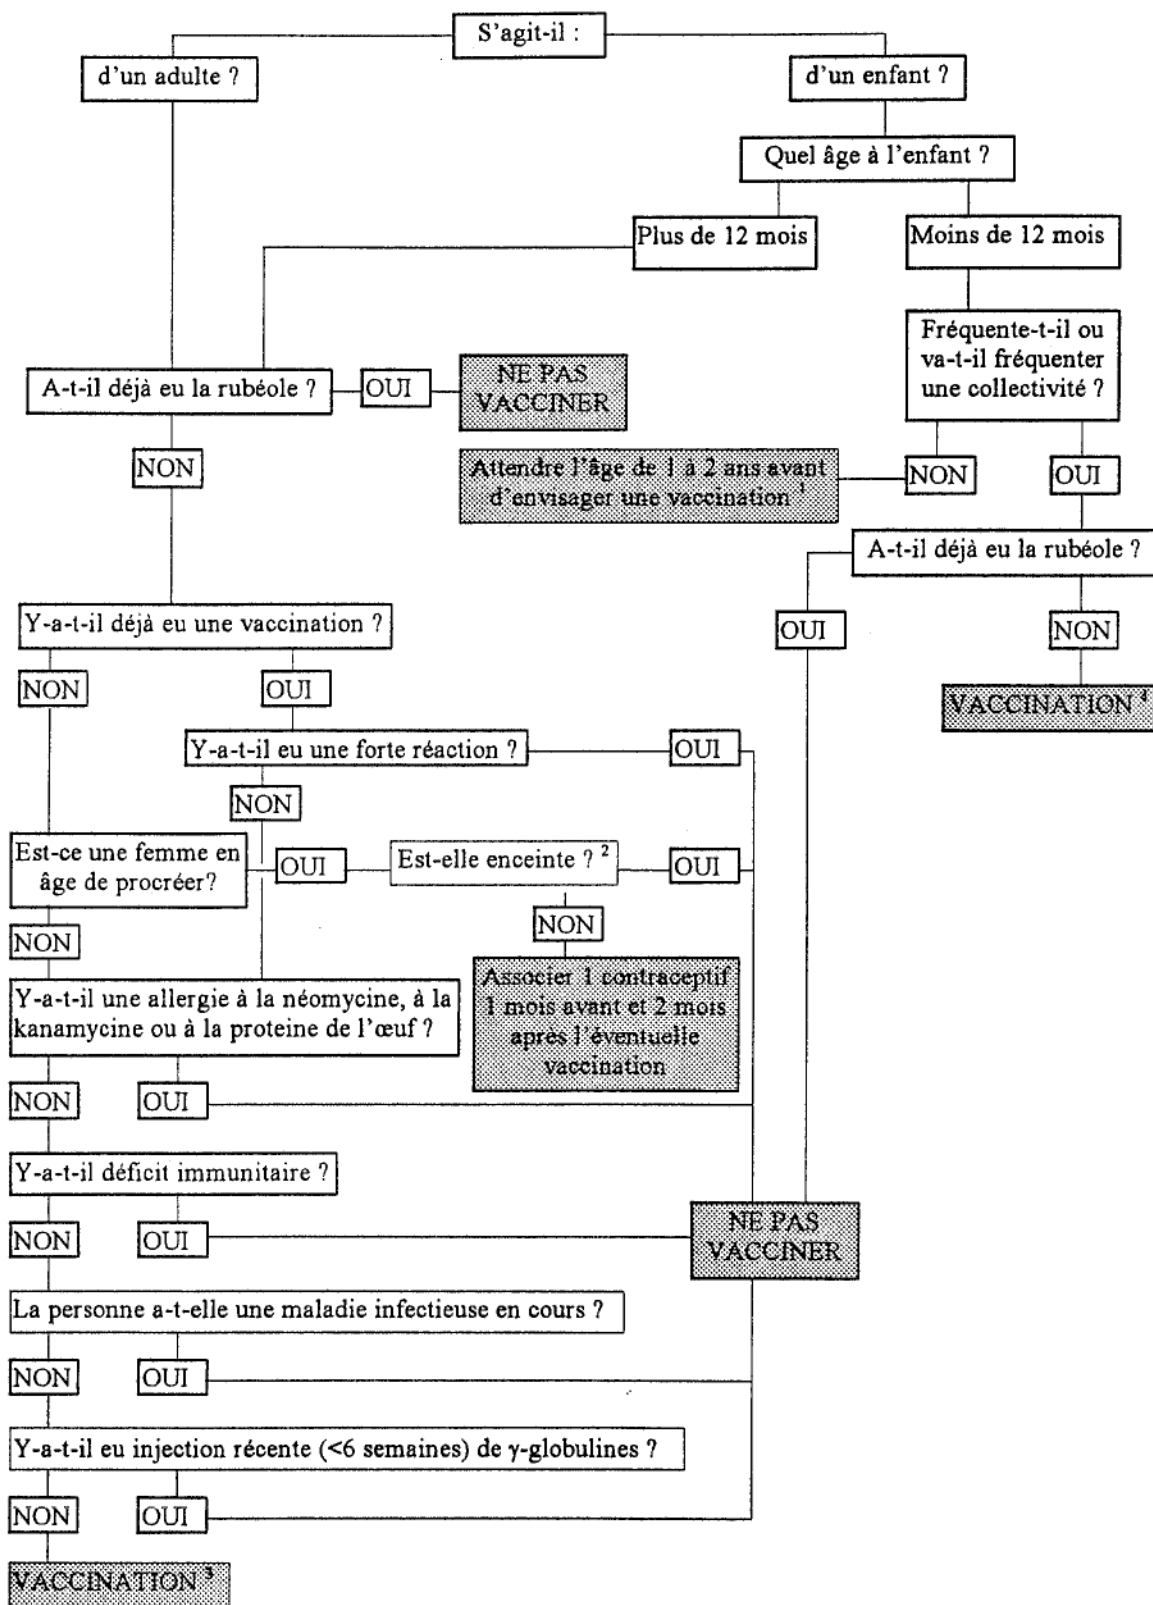 S'agit-il :
d'un adulte ?
d'un enfant ?
Quel âge à l'enfant ?
Plus de 12 mois
Moins de 12 mois
Fréquente-t-il ou
va-t-il fréquenter
une collectivité ?
A-t-il déjà eu la rubéole ?
OUI
NE PAS
VACCINER
NON
Attendre l'âge de 1 à 2 ans avant
d'envisager une vaccination 1
NON
OUI
A-t-il déjà eu la rubéole ?
Y-a-t-il déjà eu une vaccination ?
OUI
NON
NON
OUI
VACCINATION 4
Y-a-t-il eu une forte réaction ?
OUI
NON
Est-ce une femme en
âge de procréer?
OUI
Est-elle enceinte ? 2
OUI
NON
NON
Associer 1 contraceptif
1 mois avant et 2 mois
après l'éventuelle
vaccination
Y-a-t-il une allergie à la néomycine, à la
kanamycine ou à la proteine de l'œuf ?
NON
OUI
Y-a-t-il déficit immunitaire ?
NON
OUI
NE PAS
VACCINER
La personne a-t-elle une maladie infectieuse en cours ?
NON
OUI
Y-a-t-il eu injection récente (<6 semaines) de γ-globulines ?
NON
OUI
VACCINATION 3